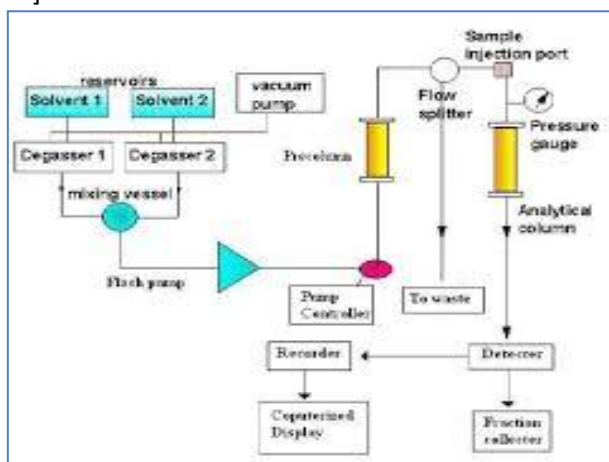 ]
Sample
injection port
reservoirs
Solvent 1
Solvent 2
vacuum
pump
Flow
splitter
Pressure
gauge
Degasser 1
Degasser 2
Precolumn
mixing vessel
Analytical
column
Flash pump
Pump
Controller
To waste
Recorder
Detector
Coputerized
Display
Fraction
collector